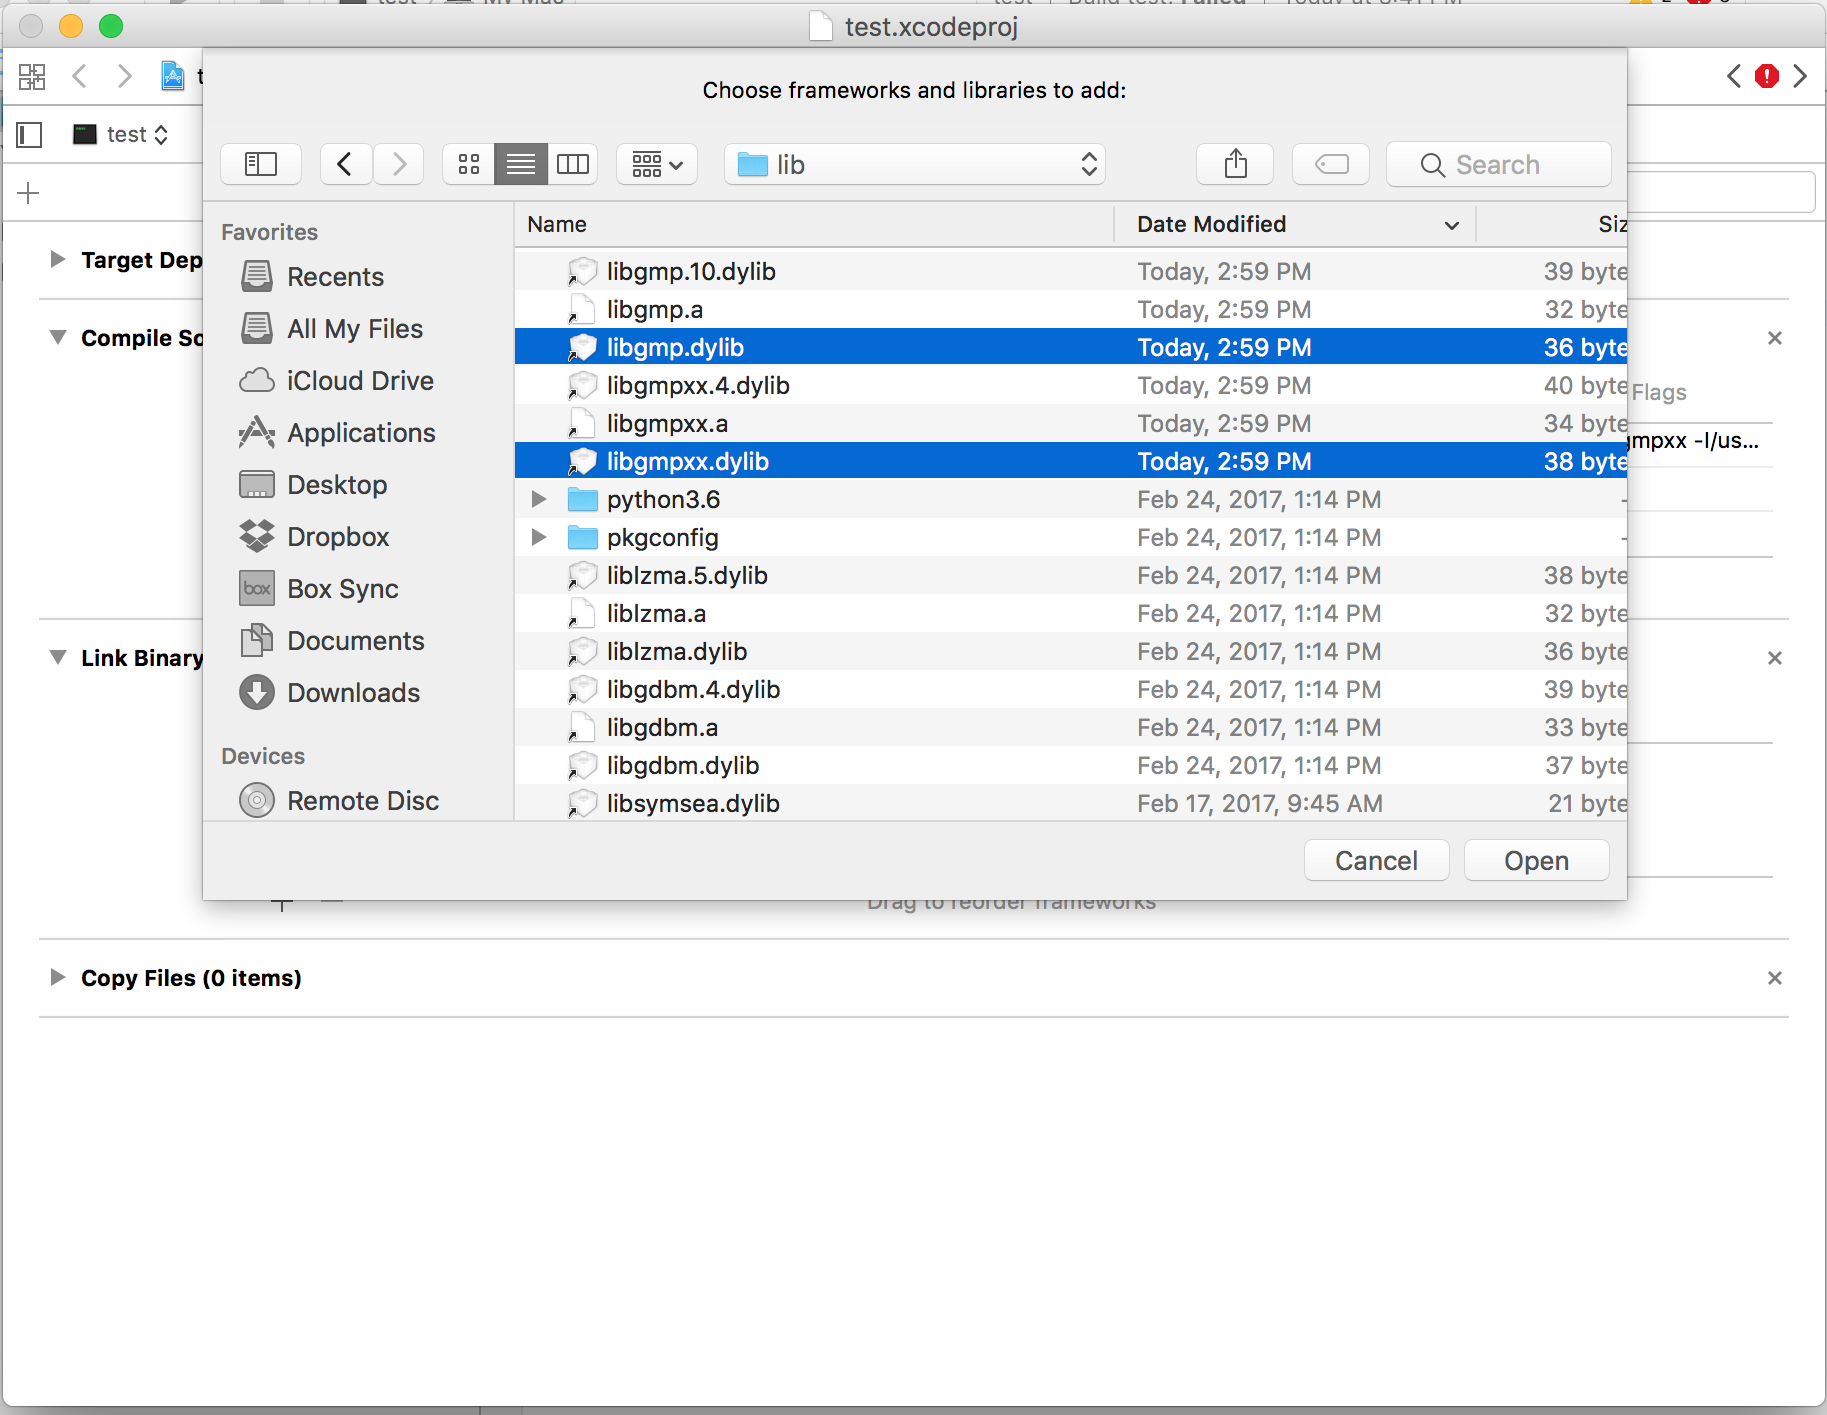 test.xcodeproj
Choose frameworks and libraries to add:
test
lib
Search
Favorites
Recents
All My Files
iCloud Drive
Applications
Desktop
Dropbox
box
Box Sync
Documents
Downloads
Devices
Remote Disc
Name Date Modified Siz
libgmp.10.dylib Today, 2:59 PM 39 byte
libgmp.a Today, 2:59 PM 32 byte
libgmp.dylib Today, 2:59 PM 36 byte
libgmpxx.4.dylib Today, 2:59 PM 40 byte
libgmpxx.a Today, 2:59 PM 34 byte
libgmpxx.dylib Today, 2:59 PM 38 byte
python3.6 Feb 24, 2017, 1:14 PM -
pkgconfig Feb 24, 2017, 1:14 PM -
liblzma.5.dylib Feb 24, 2017, 1:14 PM 38 byte
liblzma.a Feb 24, 2017, 1:14 PM 32 byte
liblzma.dylib Feb 24, 2017, 1:14 PM 36 byte
libgdbm.4.dylib Feb 24, 2017, 1:14 PM 39 byte
libgdbm.a Feb 24, 2017, 1:14 PM 33 byte
libgdbm.dylib Feb 24, 2017, 1:14 PM 37 byte
libsymsea.dylib Feb 17, 2017, 9:45 AM 21 byte
Cancel Open
Target Dep
Compile So
Flags
gmpxx -I/us...
Link Binary
Drag to reorder frameworks
Copy Files (0 items)